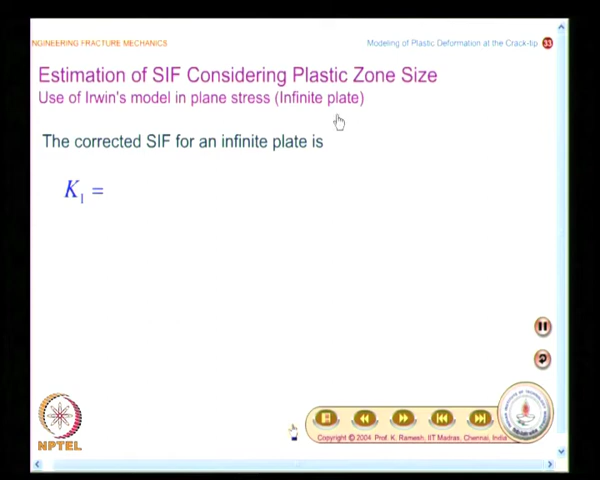 NGINEERING FRACTURE MECHANICS
Modeling of Plastic Deformation at the Crack-tip 33
Estimation of SIF Considering Plastic Zone Size
Use of Irwin's model in plane stress (Infinite plate)
The corrected SIF for an infinite plate is
K_I =
NPTEL
Copyright © 2004 Prof. K. Ramesh, IIT Madras, Chennai, India